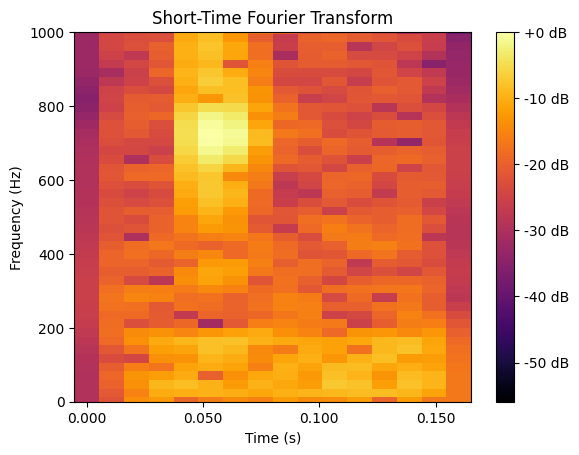 Short-Time Fourier Transform
1000
800
600
400
200
0
Frequency (Hz)
0.000
0.050
0.100
0.150
Time (s)
+0 dB
-10 dB
-20 dB
-30 dB
-40 dB
-50 dB